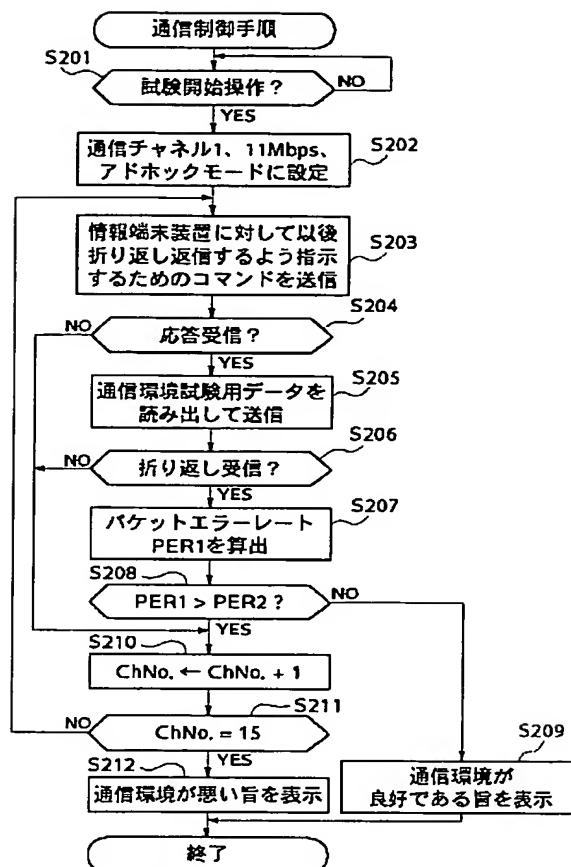 通信制御手順
S201
試験開始操作？
NO
YES
通信チャネル1、11Mbps、
アドホックモードに設定
S202
情報端末装置に対して以後
折り返し返信するよう指示
するためのコマンドを送信
S203
NO
応答受信？
S204
YES
通信環境試験用データを
読み出して送信
S205
NO
折り返し受信？
S206
YES
パケットエラーレート
PER1を算出
S207
S208
PER1 > PER2 ?
NO
YES
S210
ChNo. ← ChNo. + 1
NO
ChNo. = 15
S211
YES
S212
通信環境が悪い旨を表示
S209
通信環境が
良好である旨を表示
終了